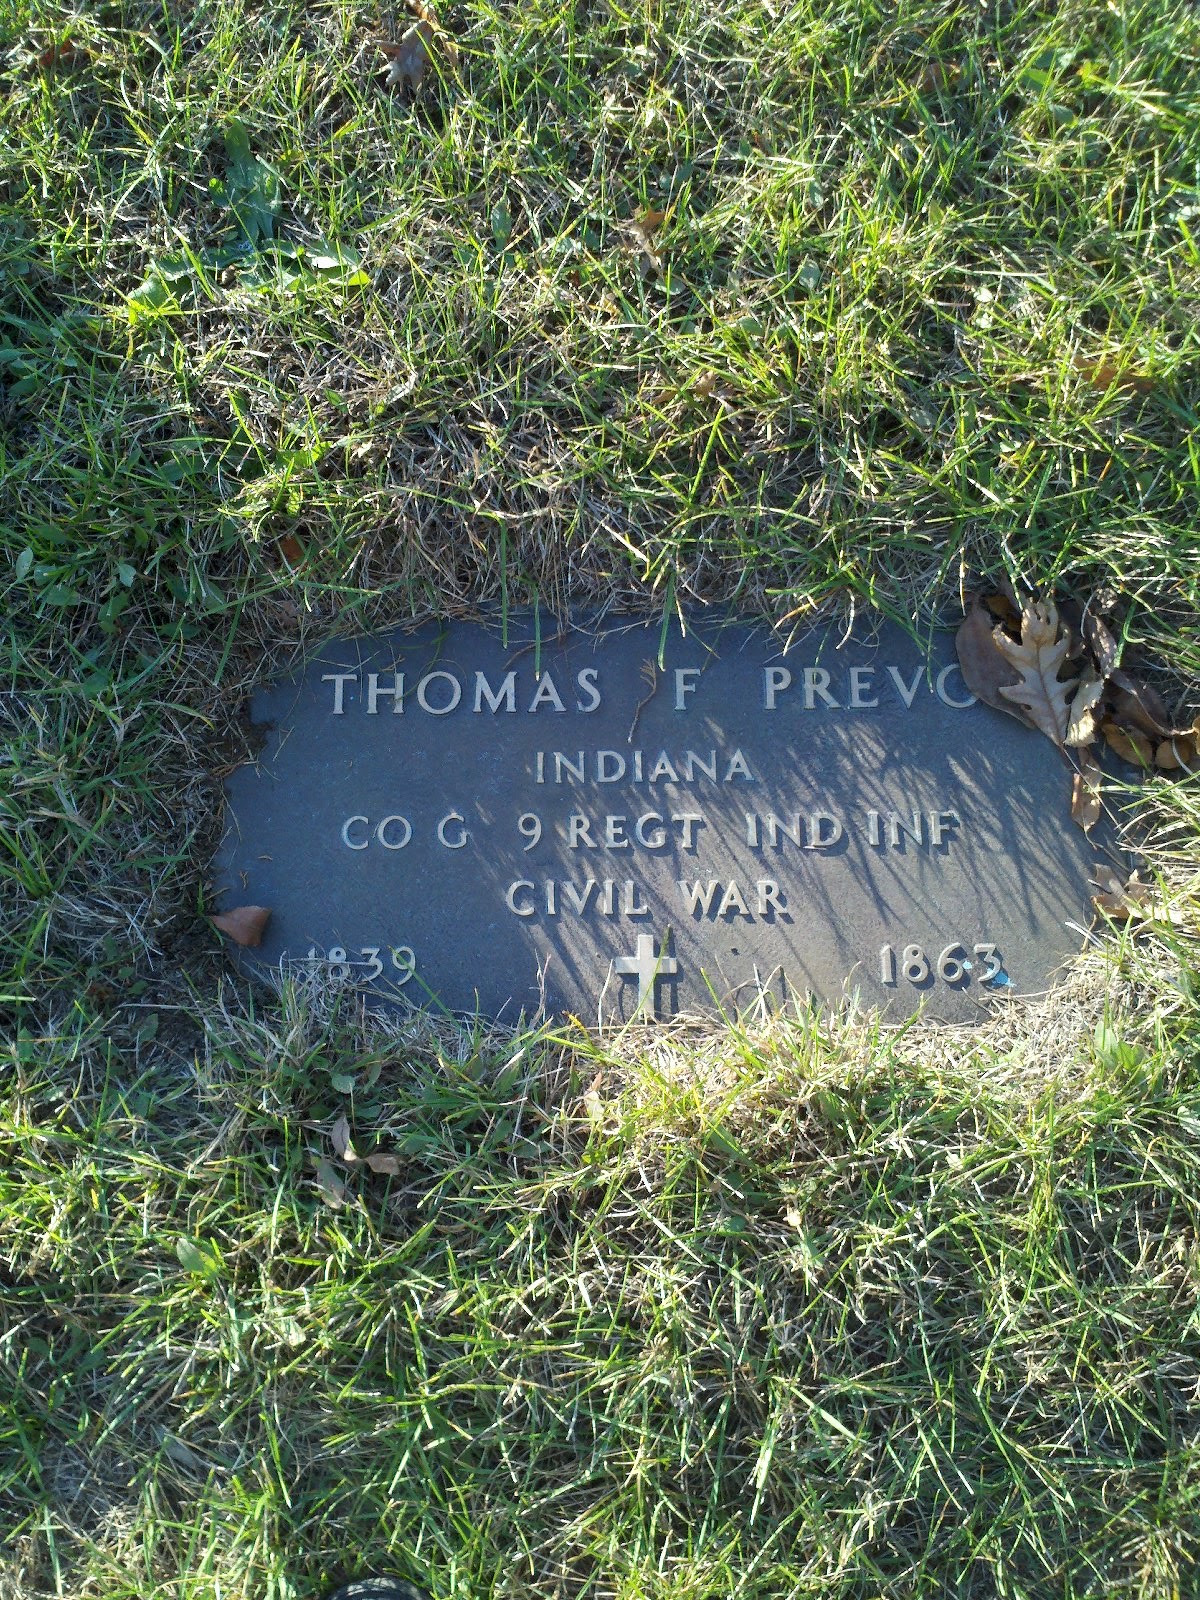 THOMAS F PREVO
INDIANA
CO G 9 REGT IND INF
CIVIL WAR
1839 1863